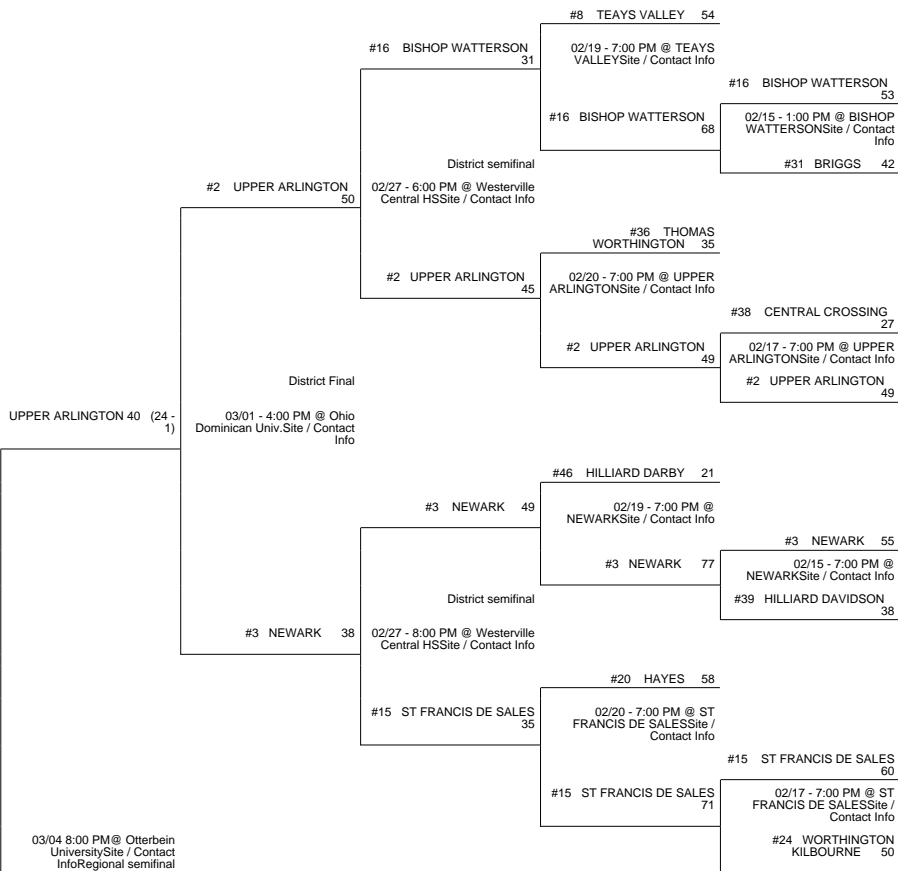 #8 TEAYS VALLEY 54
#16 BISHOP WATTERSON
31
02/19 - 7:00 PM @ TEAYS
VALLEYSite / Contact Info
#16 BISHOP WATTERSON
53
#16 BISHOP WATTERSON
68
02/15 - 1:00 PM @ BISHOP
WATTERSONSite / Contact
Info
#31 BRIGGS 42
District semifinal
02/27 - 6:00 PM @ Westerville
Central HSSite / Contact Info
#2 UPPER ARLINGTON
50
#36 THOMAS
WORTHINGTON 35
#2 UPPER ARLINGTON
45
02/20 - 7:00 PM @ UPPER
ARLINGTONSite / Contact Info
#38 CENTRAL CROSSING
27
#2 UPPER ARLINGTON
49
02/17 - 7:00 PM @ UPPER
ARLINGTONSite / Contact Info
#2 UPPER ARLINGTON
49
District Final
03/01 - 4:00 PM @ Ohio
Dominican Univ.Site / Contact
Info
UPPER ARLINGTON 40 (24 -
1)
#46 HILLIARD DARBY 21
#3 NEWARK 49
02/19 - 7:00 PM @
NEWARKSite / Contact Info
#3 NEWARK 55
#3 NEWARK 77
02/15 - 7:00 PM @
NEWARKSite / Contact Info
#39 HILLIARD DAVIDSON
38
District semifinal
02/27 - 8:00 PM @ Westerville
Central HSSite / Contact Info
#3 NEWARK 38
#20 HAYES 58
#15 ST FRANCIS DE SALES
35
02/20 - 7:00 PM @ ST
FRANCIS DE SALESSite /
Contact Info
#15 ST FRANCIS DE SALES
60
#15 ST FRANCIS DE SALES
71
02/17 - 7:00 PM @ ST
FRANCIS DE SALESSite /
Contact Info
#24 WORTHINGTON
KILBOURNE 50
03/04 8:00 PM@ Otterbein
UniversitySite / Contact
InfoRegional semifinal